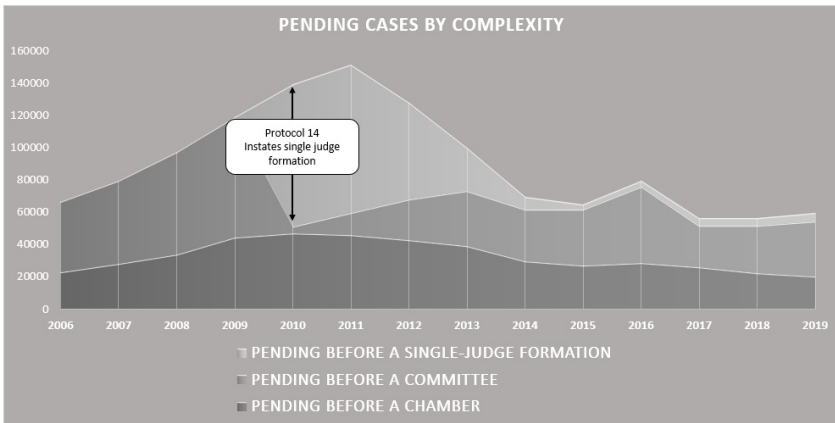 PENDING CASES BY COMPLEXITY
160000
140000
120000
100000
80000
60000
40000
20000
0
Protocol 14
Instates single judge
formation
2006 2007 2008 2009 2010 2011 2012 2013 2014 2015 2016 2017 2018 2019
PENDING BEFORE A SINGLE-JUDGE FORMATION
PENDING BEFORE A COMMITTEE
PENDING BEFORE A CHAMBER